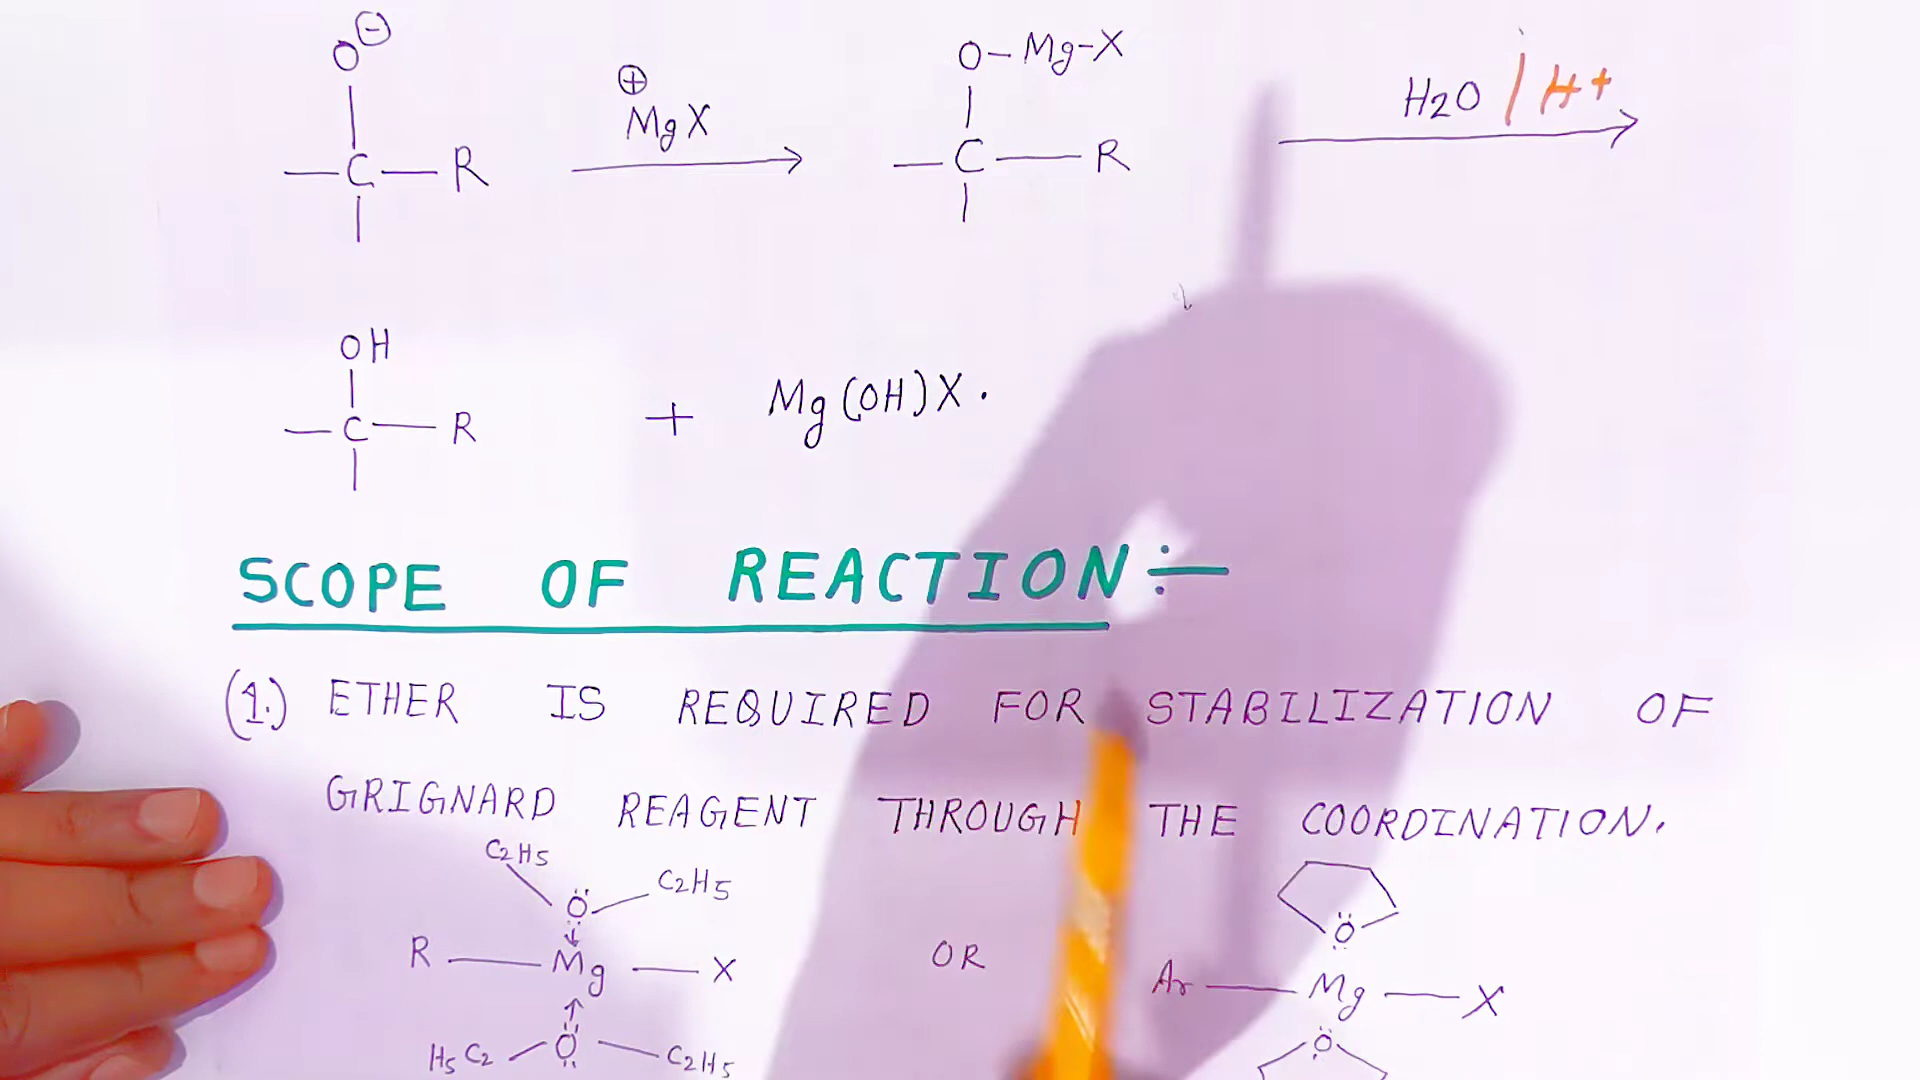 O⊖
—C—R
⊕
MgX
O-Mg-X
—C—R
H2O / H+
OH
—C—R + Mg(OH)X.
SCOPE OF REACTION:—
(1.) ETHER IS REQUIRED FOR STABILIZATION OF
GRIGNARD REAGENT THROUGH THE COORDINATION.
C2H5 Ö C2H5
R—Mg—X
H5C2—O—C2H5
OR
Ö
Ar—Mg—X
Ö